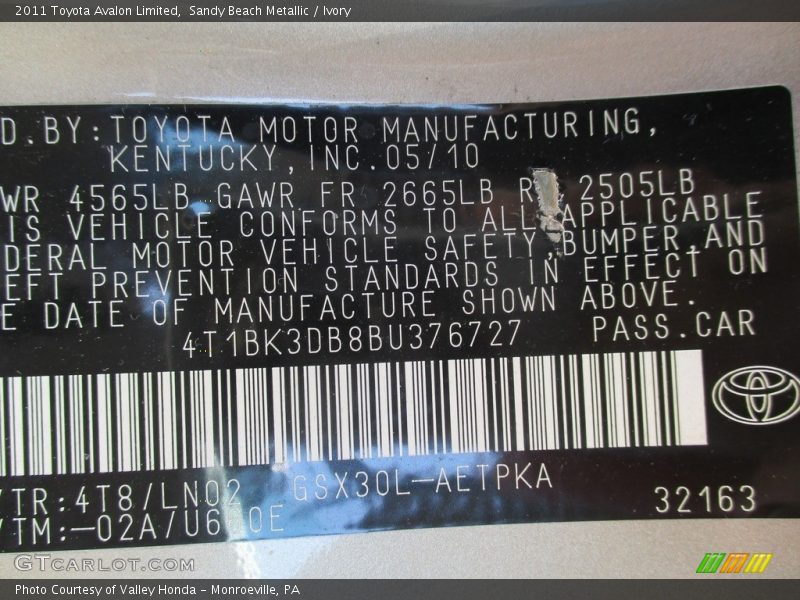 2011 Toyota Avalon Limited, Sandy Beach Metallic / Ivory
D.BY:TOYOTA MOTOR MANUFACTURING,
KENTUCKY,INC.05/10
WR 4565LB GAWR FR 2665LB R 2505LB
IS VEHICLE CONFORMS TO ALL APPLICABLE
DERAL MOTOR VEHICLE SAFETY,BUMPER,AND
EFT PREVENTION STANDARDS IN EFFECT ON
E DATE OF MANUFACTURE SHOWN ABOVE.
4T1BK3DB8BU376727 PASS.CAR
/TR:4T8/LN02 GSX30L-AETPKA
/TM:-02A/U660E 32163
GTCARLOT.COM
Photo Courtesy of Valley Honda - Monroeville, PA